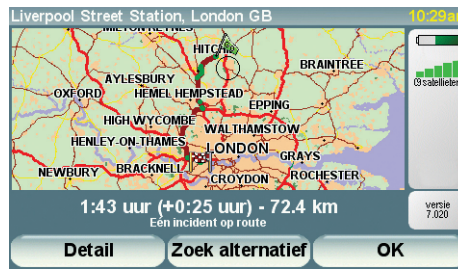 Liverpool Street Station, London GB
10:29a
HITCH
BRAINTREE
AYLESBURY
OXFORD
HEMEL HEMPSTEAD
EPPING
HIGH WYCOMBE
WALTHAMSTOW
HENLEY-ON-THAMES
LONDON
GRAYS
NEWBURY
BRACKNELL
ROCHESTER
CROYDON
09 satellieten
1:43 uur (+0:25 uur) - 72.4 km
Eén incident op route
versie
7.020
Detail
Zoek alternatief
OK